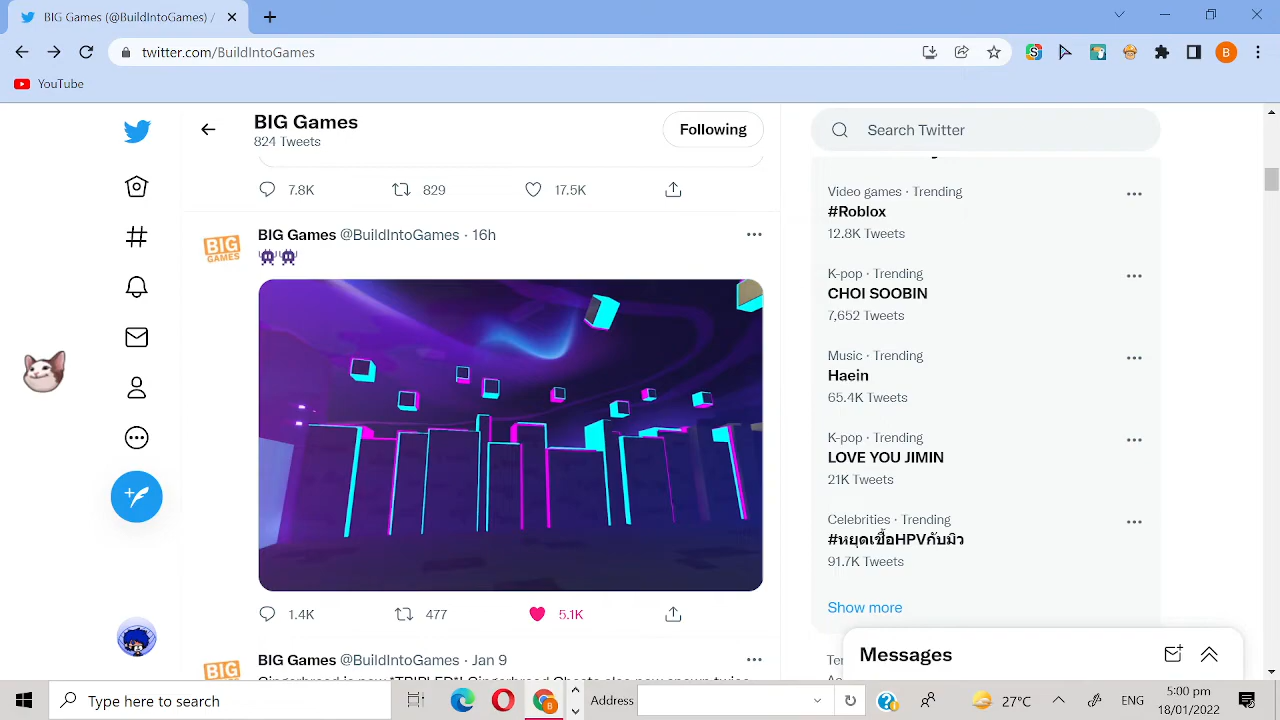 BIG Games (@BuildIntoGames) /
twitter.com/BuildIntoGames
B
YouTube
BIG Games
824 Tweets
Following
Search Twitter
7.8K
829
17.5K
BIG Games @BuildIntoGames · 16h
BIG
GAMES
1.4K
477
5.1K
BIG Games @BuildIntoGames · Jan 9
BIG
Video games · Trending
#Roblox
12.8K Tweets
K-pop · Trending
CHOI SOOBIN
7,652 Tweets
Music · Trending
Haein
65.4K Tweets
K-pop · Trending
LOVE YOU JIMIN
21K Tweets
Celebrities · Trending
#หยุดเชื้อHPVกับมิว
91.7K Tweets
Show more
Messages
Type here to search
B
Address
27°C
ENG
5:00 pm
18/01/2022